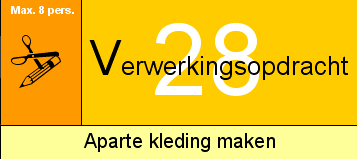 Max. 8 pers.
28
Verwerkingsopdracht
Aparte kleding maken